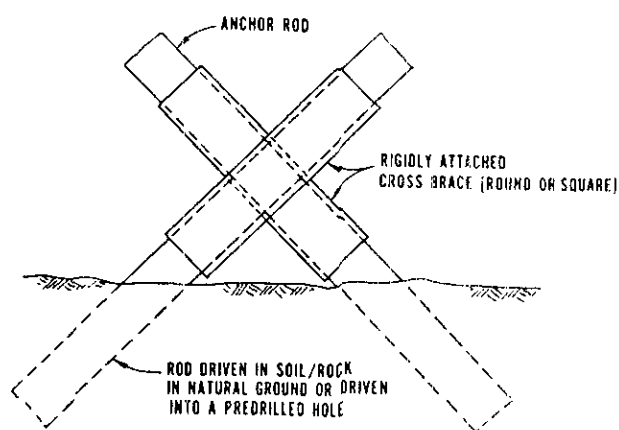 ANCHOR ROD
RIGIDLY ATTACHED
CROSS BRACE (ROUND OR SQUARE)
ROD DRIVEN IN SOIL/ROCK
IN NATURAL GROUND OR DRIVEN
INTO A PREDRILLED HOLE